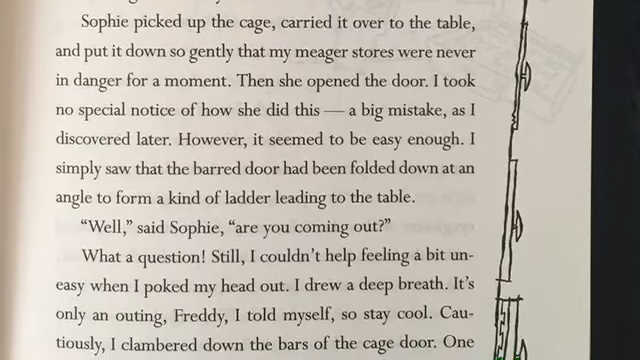 Sophie picked up the cage, carried it over to the table,
and put it down so gently that my meager stores were never
in danger for a moment. Then she opened the door. I took
no special notice of how she did this — a big mistake, as I
discovered later. However, it seemed to be easy enough. I
simply saw that the barred door had been folded down at an
angle to form a kind of ladder leading to the table.
“Well,” said Sophie, “are you coming out?”
What a question! Still, I couldn’t help feeling a bit un-
easy when I poked my head out. I drew a deep breath. It’s
only an outing, Freddy, I told myself, so stay cool. Cau-
tiously, I clambered down the bars of the cage door. One